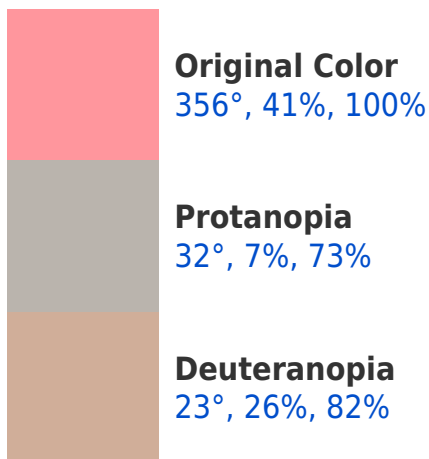 Original Color
356°, 41%, 100%
Protanopia
32°, 7%, 73%
Deuteranopia
23°, 26%, 82%